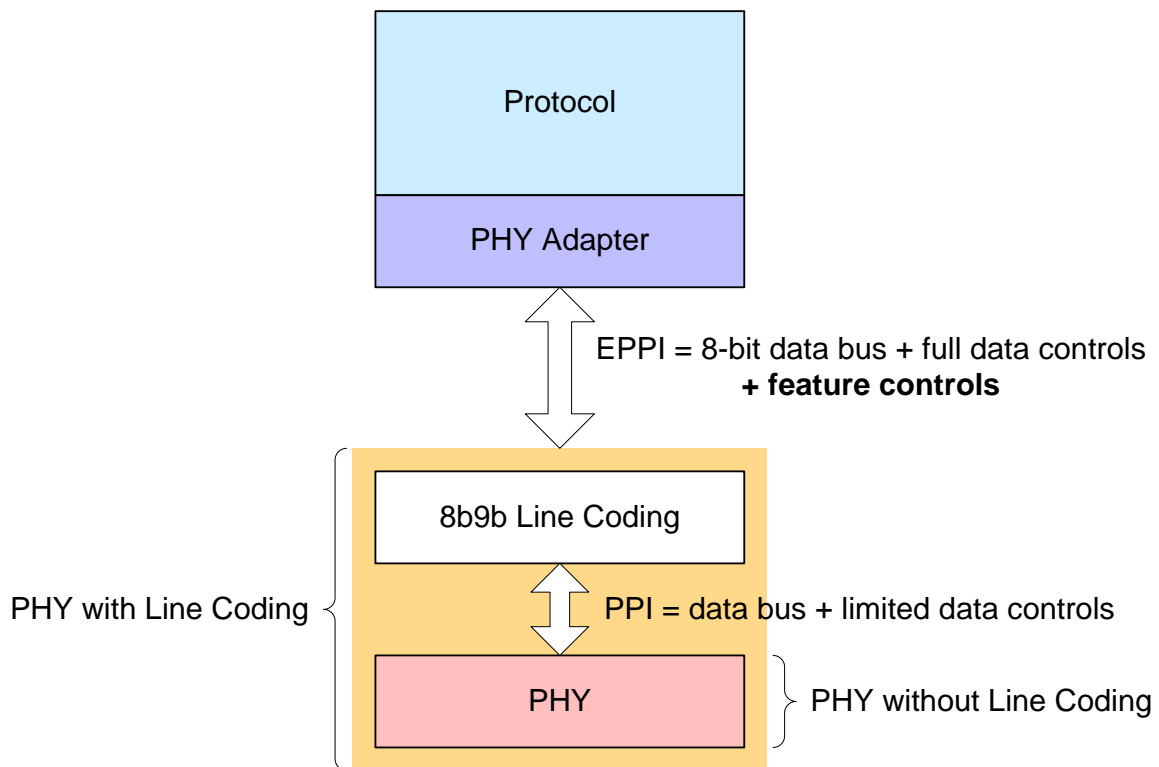 Protocol
PHY Adapter
EPPI = 8-bit data bus + full data controls
+ feature controls
8b9b Line Coding
PHY with Line Coding
PPI = data bus + limited data controls
PHY
PHY without Line Coding